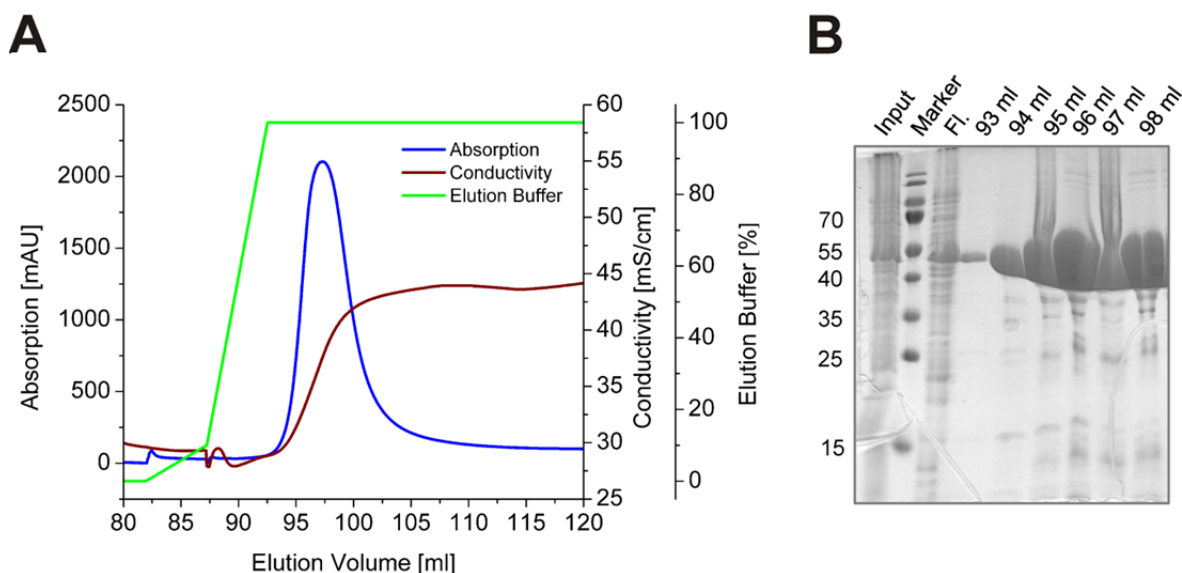 A
2500
2000
1500
1000
500
0
Absorption [mAU]
80 85 90 95 100 105 110 115 120
Elution Volume [ml]
60
55
50
45
40
35
30
25
Conductivity [mS/cm]
100
80
60
40
20
0
Elution Buffer [%]
Absorption
Conductivity
Elution Buffer
B
Input
Marker
Fl.
93 ml
94 ml
95 ml
96 ml
97 ml
98 ml
70
55
40
35
25
15